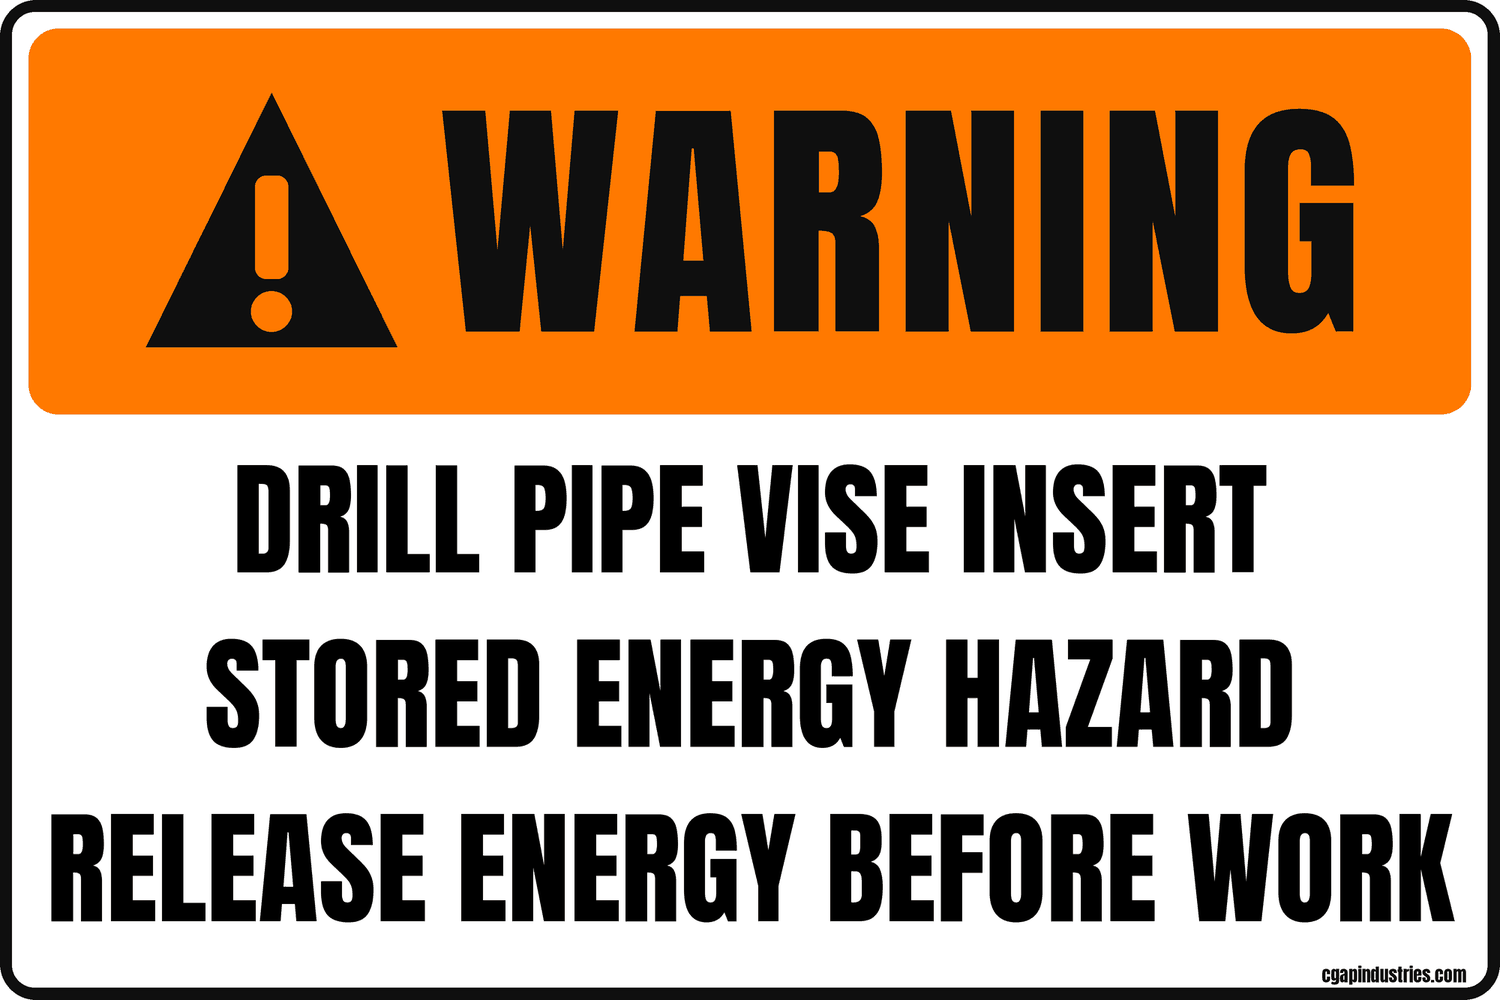 WARNING
DRILL PIPE VISE INSERT
STORED ENERGY HAZARD
RELEASE ENERGY BEFORE WORK
cgapindustries.com